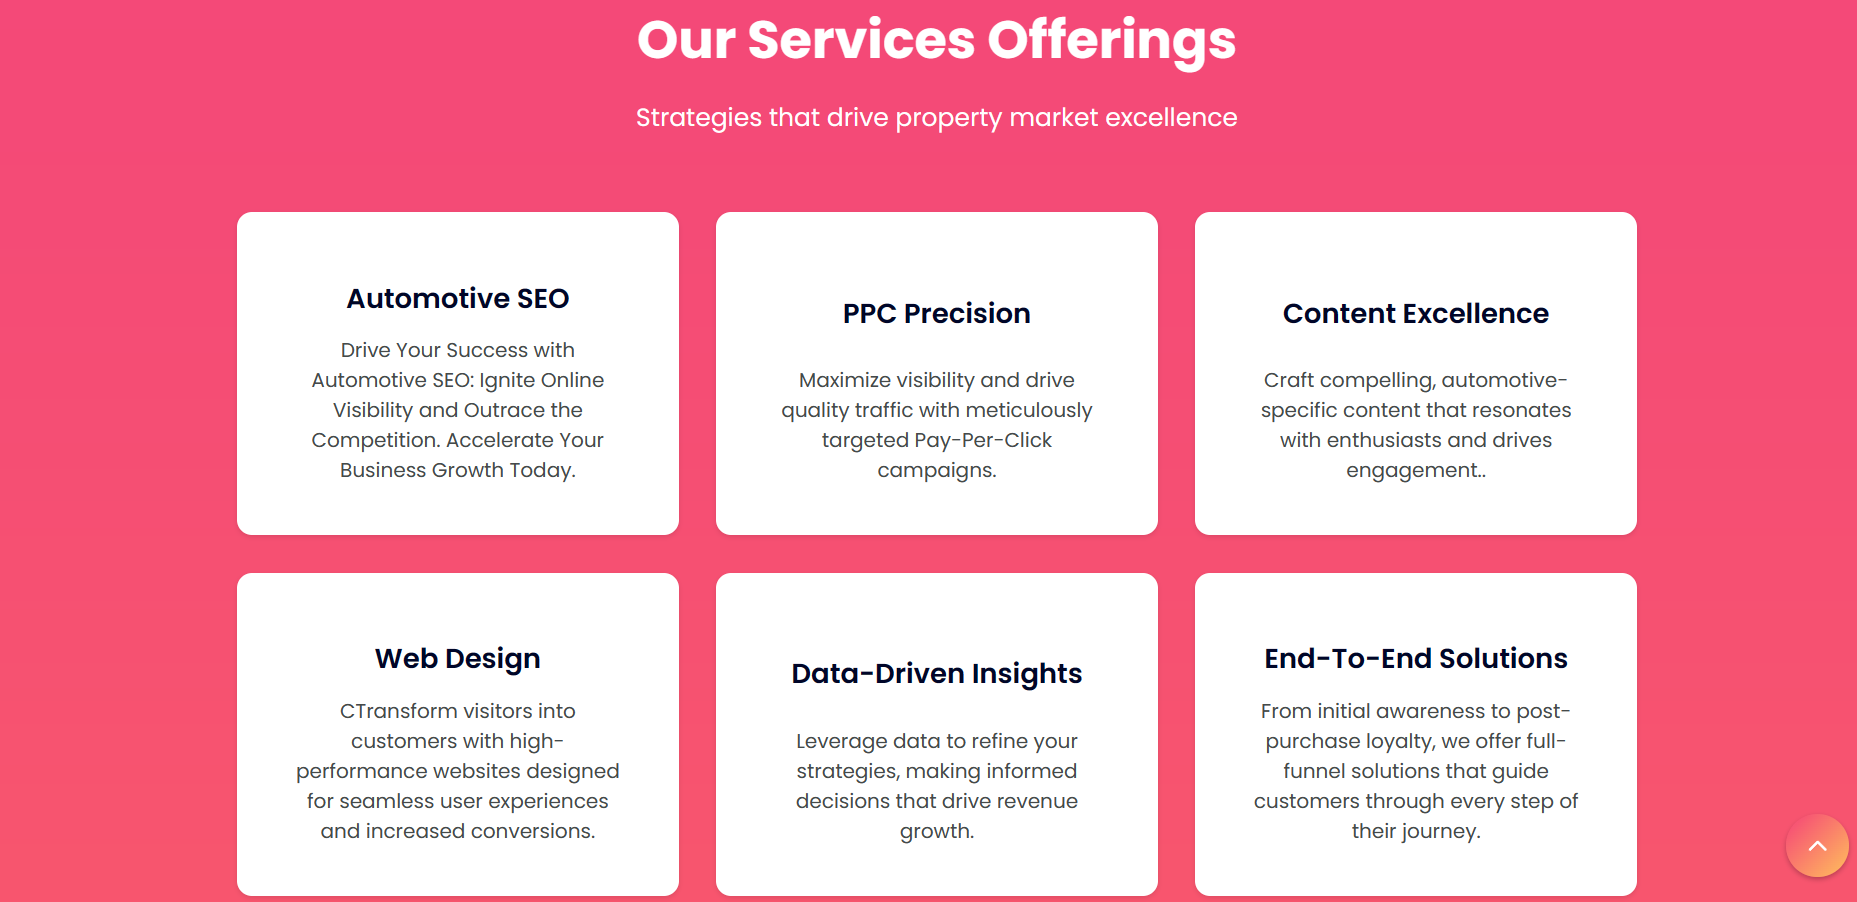 Our Services Offerings
Strategies that drive property market excellence
Automotive SEO
Drive Your Success with
Automotive SEO: Ignite Online
Visibility and Outrace the
Competition. Accelerate Your
Business Growth Today.
PPC Precision
Maximize visibility and drive
quality traffic with meticulously
targeted Pay-Per-Click
campaigns.
Content Excellence
Craft compelling, automotive-
specific content that resonates
with enthusiasts and drives
engagement..
Web Design
CTransform visitors into
customers with high-
performance websites designed
for seamless user experiences
and increased conversions.
Data-Driven Insights
Leverage data to refine your
strategies, making informed
decisions that drive revenue
growth.
End-To-End Solutions
From initial awareness to post-
purchase loyalty, we offer full-
funnel solutions that guide
customers through every step of
their journey.